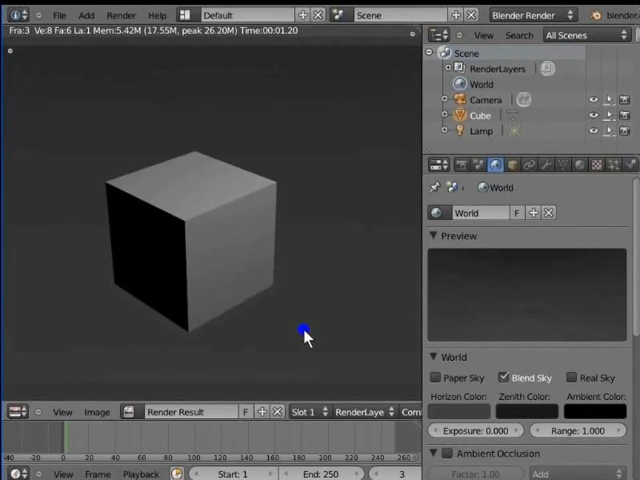 File Add Render Help Default Scene Blender Render
Fra:3 Ve:8 Fa:6 La:1 Mem:5.42M (17.55M, peak 26.20M) Time:00:01.20
View Search All Scenes
Scene
RenderLayers
World
Camera
Cube
Lamp
World
World F
Preview
World
Paper Sky Blend Sky Real Sky
Horizon Color: Zenith Color: Ambient Color:
Exposure: 0.000 Range: 1.000
Ambient Occlusion
Factor: 1.00 Add
View Image Render Result F Slot 1 RenderLaye Com
-40 -20 0 20 40 60 80 100 120 140 160 180 200 220 240 260
View Frame Playback Start: 1 End: 250 3